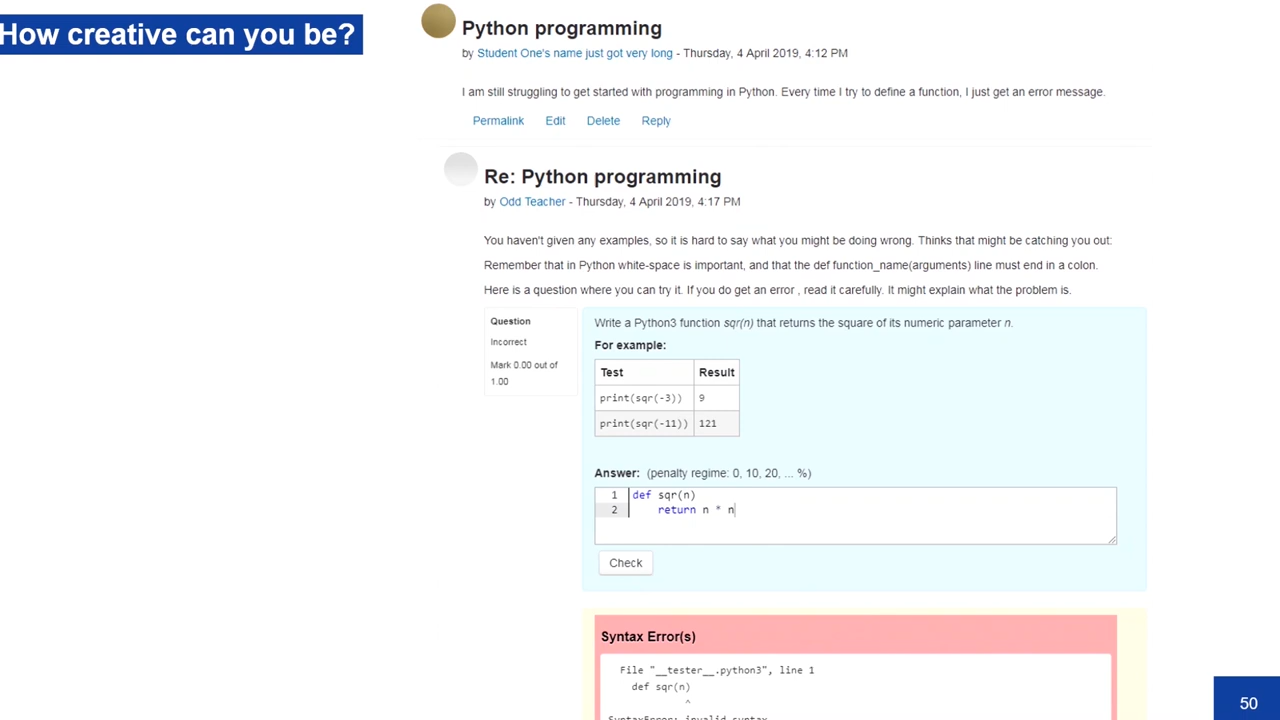 How creative can you be?
Python programming
by Student One's name just got very long - Thursday, 4 April 2019, 4:12 PM
I am still struggling to get started with programming in Python. Every time I try to define a function, I just get an error message.
Permalink Edit Delete Reply
Re: Python programming
by Odd Teacher - Thursday, 4 April 2019, 4:17 PM
You haven't given any examples, so it is hard to say what you might be doing wrong. Thinks that might be catching you out:
Remember that in Python white-space is important, and that the def function_name(arguments) line must end in a colon.
Here is a question where you can try it. If you do get an error , read it carefully. It might explain what the problem is.
Question
Incorrect
Mark 0.00 out of
1.00
Write a Python3 function sqr(n) that returns the square of its numeric parameter n.
For example:
Test Result
print(sqr(-3)) 9
print(sqr(-11)) 121
Answer: (penalty regime: 0, 10, 20, ... %)
1 def sqr(n)
2 return n * n
Check
Syntax Error(s)
File "__tester__.python3", line 1
def sqr(n)
^
SyntaxError: invalid syntax
50